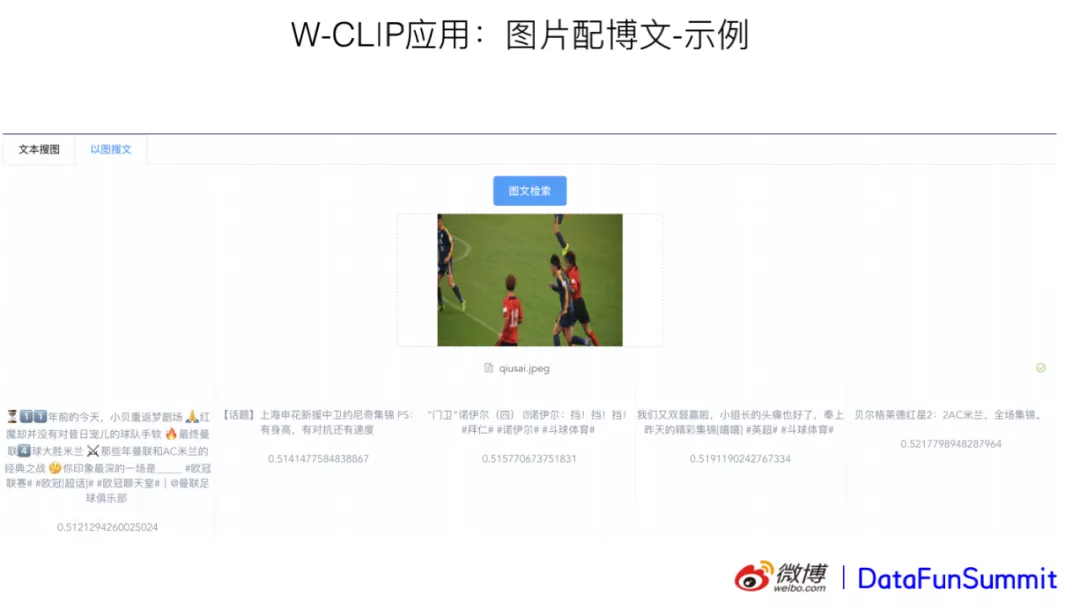 W-CLIP应用：图片配博文-示例
文本搜图
以图搜文
图文检索
18
qiusai.jpeg
⏳1️⃣1️⃣年前的今天，小贝重返梦剧场 🙏红
魔却并没有对昔日宠儿的球队手软 🔥最终曼
联4️⃣球大胜米兰 ⚔️那些年曼联和AC米兰的
经典之战 🤔你印象最深的一场是_____ #欧冠
联赛# #欧冠[超话]# #欧冠聊天室# | @曼联足
球俱乐部
0.5121294260025024
【话题】上海申花新援中卫约尼奇集锦 PS：
有身高，有对抗还有速度
0.5141477584838867
"门卫"诺伊尔（四） 诺伊尔：挡！挡！挡！
#拜仁# #诺伊尔# #斗球体育#
0.515770673751831
我们又双叒赢啦，小组长的头痛也好了，奉上
昨天的精彩集锦[嘻嘻] #英超# #斗球体育#
0.5191190242767334
贝尔格莱德红星2：2AC米兰，全场集锦。
0.5217798948287964
微博
weibo.com
DataFunSummit